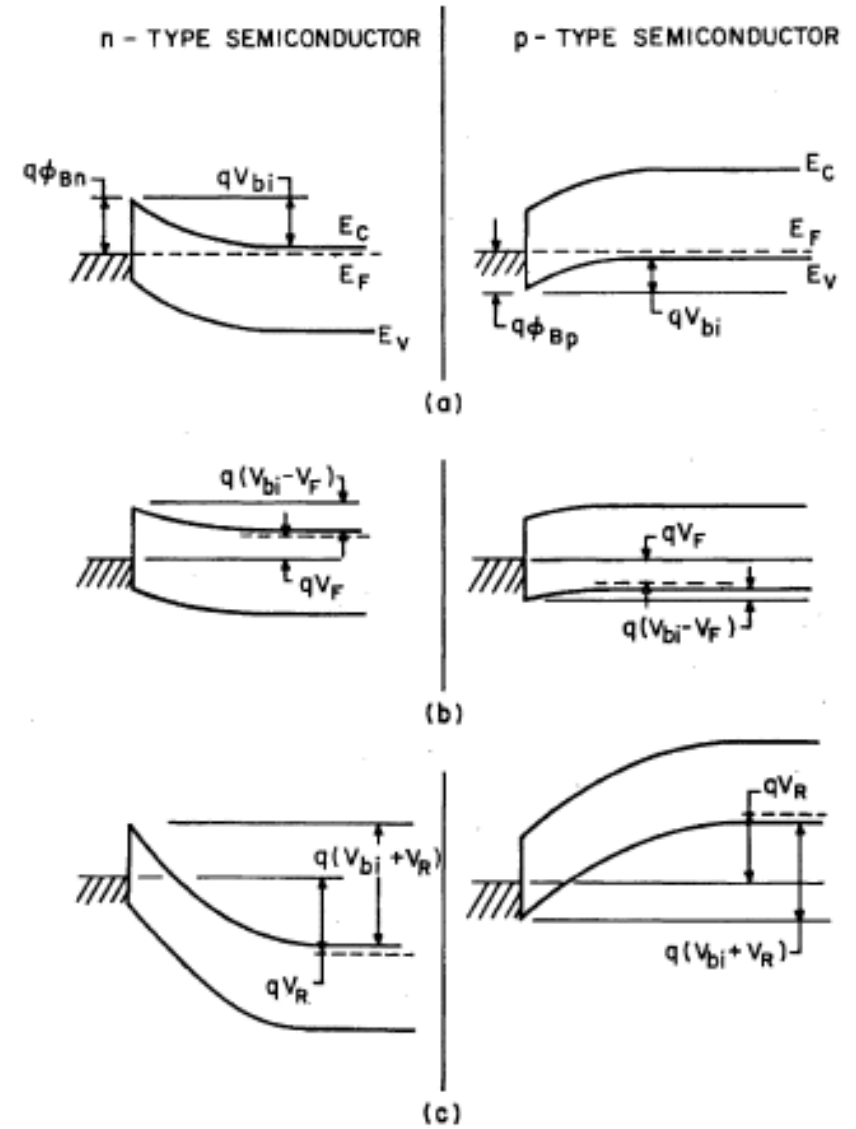 n - TYPE SEMICONDUCTOR
p - TYPE SEMICONDUCTOR
qϕBn
qVbi
EC
EF
Ev
EC
EF
EV
qϕBp
qVbi
(a)
q(Vbi-VF)
qVF
qVF
q(Vbi-VF)
(b)
q(Vbi+VR)
qVR
qVR
q(Vbi+VR)
(c)